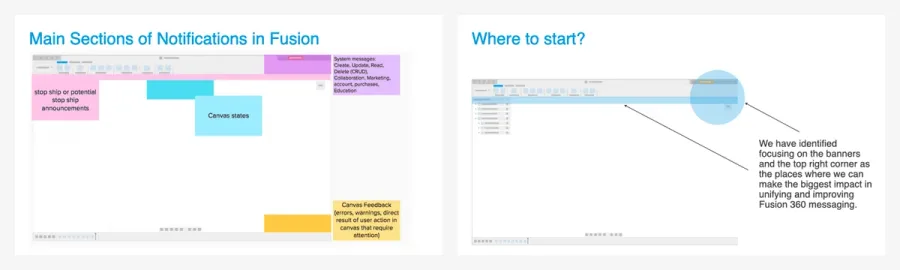 Main Sections of Notifications in Fusion
System messages:
Create, Update, Read,
Delete (CRUD),
Collaboration, Marketing,
account, purchases,
Education
stop ship or potential
stop ship
announcements
Canvas states
Canvas Feedback
(errors, warnings, direct
result of user action in
canvas that require
attention)
Where to start?
We have identified
focusing on the banners
and the top right corner as
the places where we can
make the biggest impact in
unifying and improving
Fusion 360 messaging.